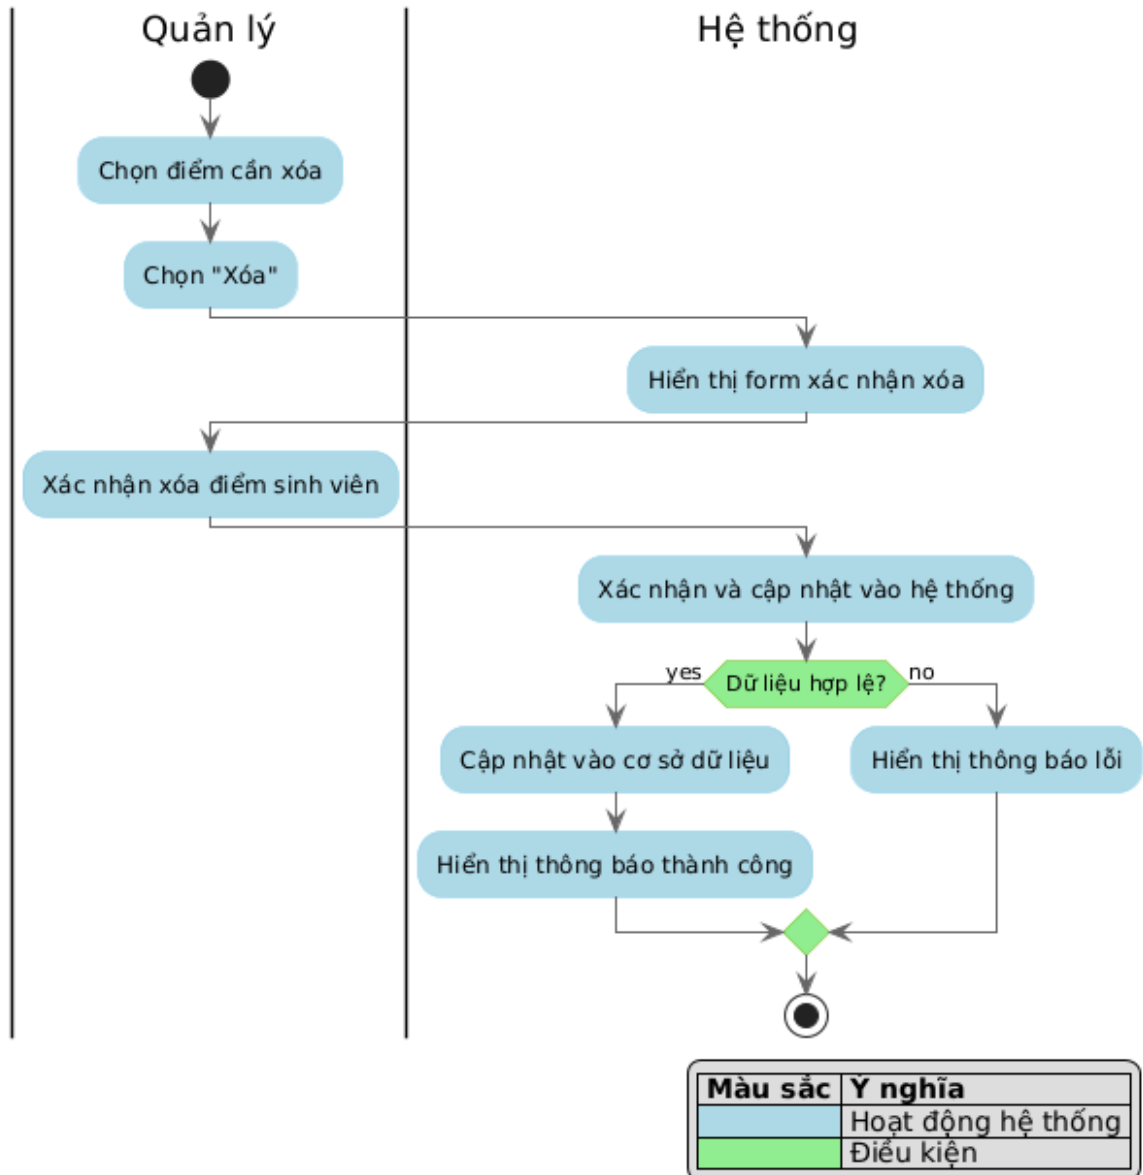 Quản lý
Hệ thống
Chọn điểm cần xóa
Chọn "Xóa"
Hiển thị form xác nhận xóa
Xác nhận xóa điểm sinh viên
Xác nhận và cập nhật vào hệ thống
yes
Dữ liệu hợp lệ?
no
Cập nhật vào cơ sở dữ liệu
Hiển thị thông báo lỗi
Hiển thị thông báo thành công
Màu sắc Ý nghĩa
Hoạt động hệ thống
Điều kiện